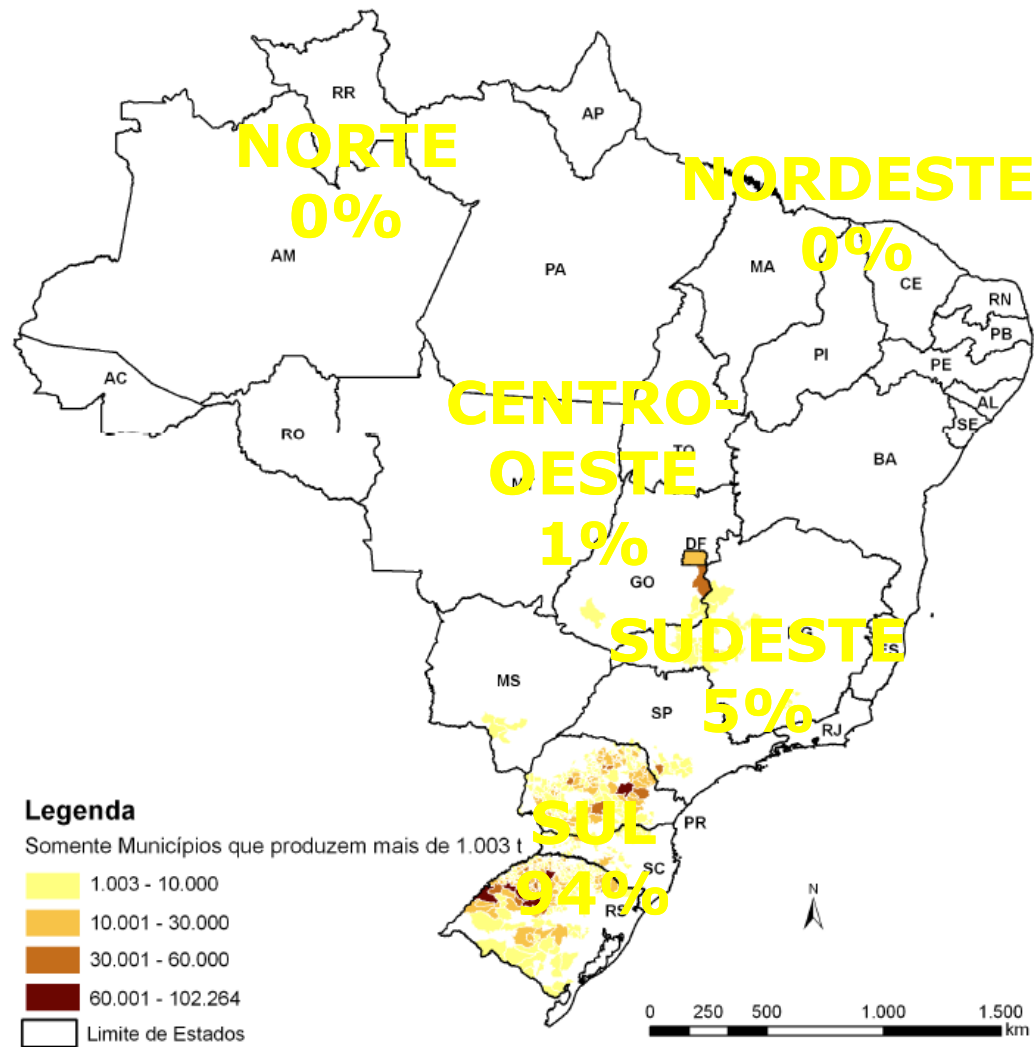 RR
AP
NORTE
0%
NORDESTE
0%
AM
PA
MA
CE
RN
PB
PI
PE
AC
AL
SE
RO
CENTRO-
OESTE
1%
TO
BA
DF
GO
SUDESTE
5%
ES
MS
SP
RJ
PR
SUL
94%
SC
RS
Legenda
Somente Municípios que produzem mais de 1.003 t
1.003 - 10.000
10.001 - 30.000
30.001 - 60.000
60.001 - 102.264
Limite de Estados
N
0 250 500 1.000 1.500
km